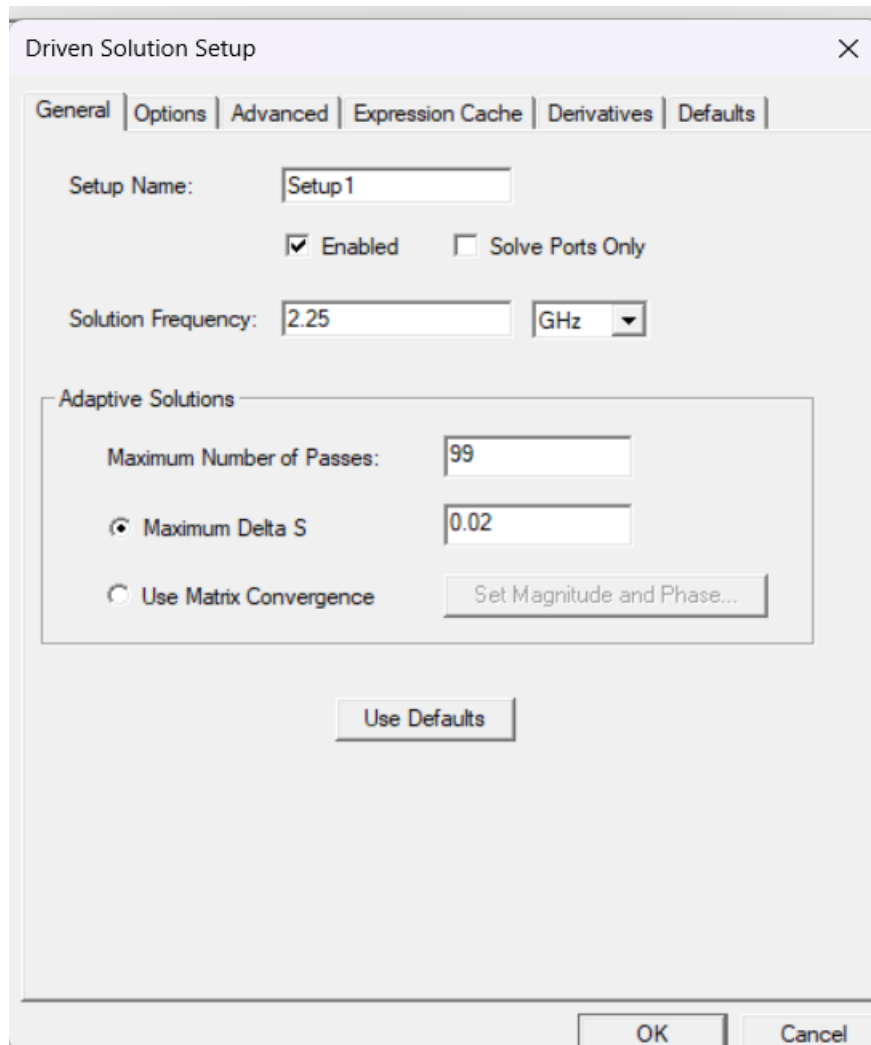 Driven Solution Setup
General Options Advanced Expression Cache Derivatives Defaults
Setup Name: Setup1
Enabled Solve Ports Only
Solution Frequency: 2.25 GHz
Adaptive Solutions
Maximum Number of Passes: 99
Maximum Delta S 0.02
Use Matrix Convergence Set Magnitude and Phase...
Use Defaults
OK Cancel